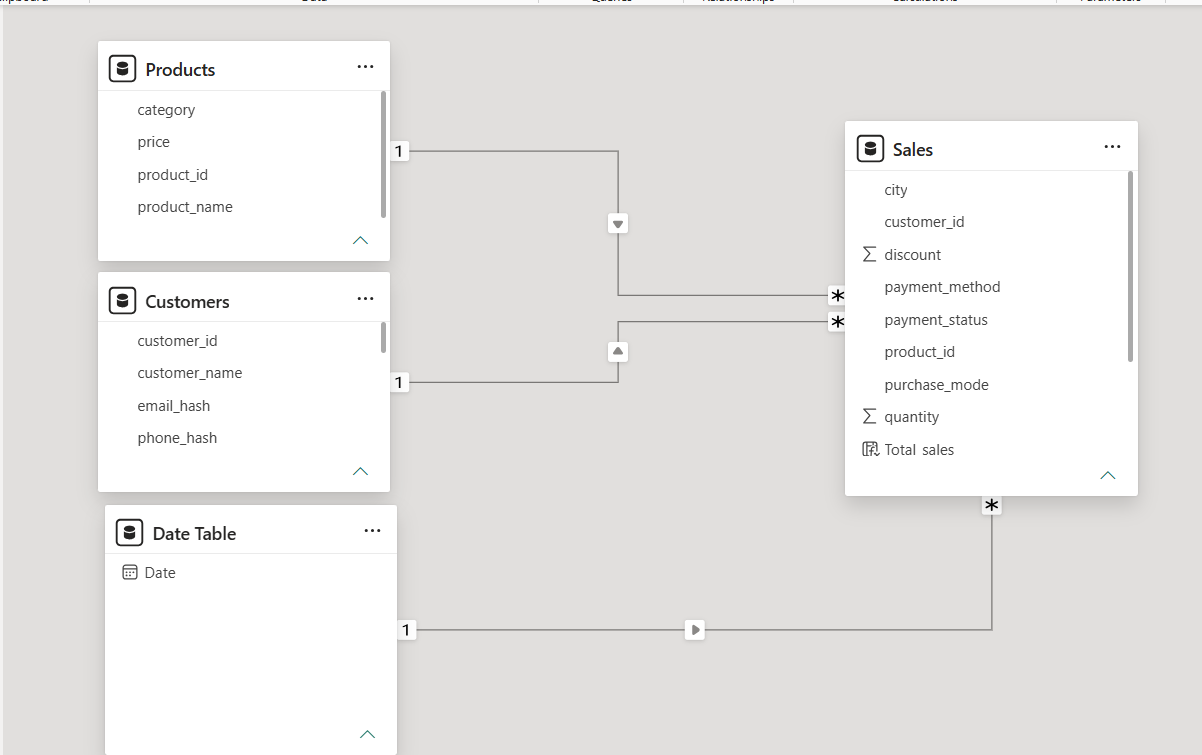 Products
category
price
product_id
product_name
1
Customers
customer_id
customer_name
email_hash
phone_hash
1
Date Table
Date
1
Sales
city
customer_id
Σ discount
payment_method
payment_status
product_id
purchase_mode
Σ quantity
Total sales
*
*
*